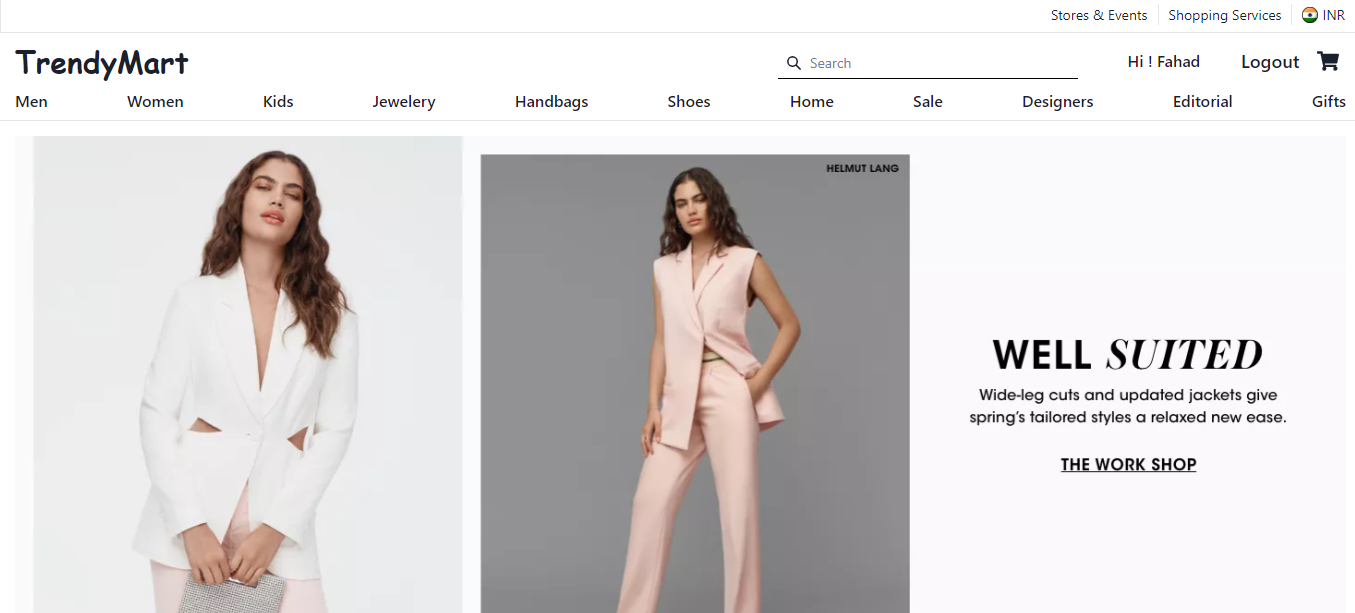 Stores & Events Shopping Services INR
TrendyMart Search Hi ! Fahad Logout
Men Women Kids Jewelery Handbags Shoes Home Sale Designers Editorial Gifts
HELMUT LANG
WELL SUITED
Wide-leg cuts and updated jackets give
spring's tailored styles a relaxed new ease.
THE WORK SHOP